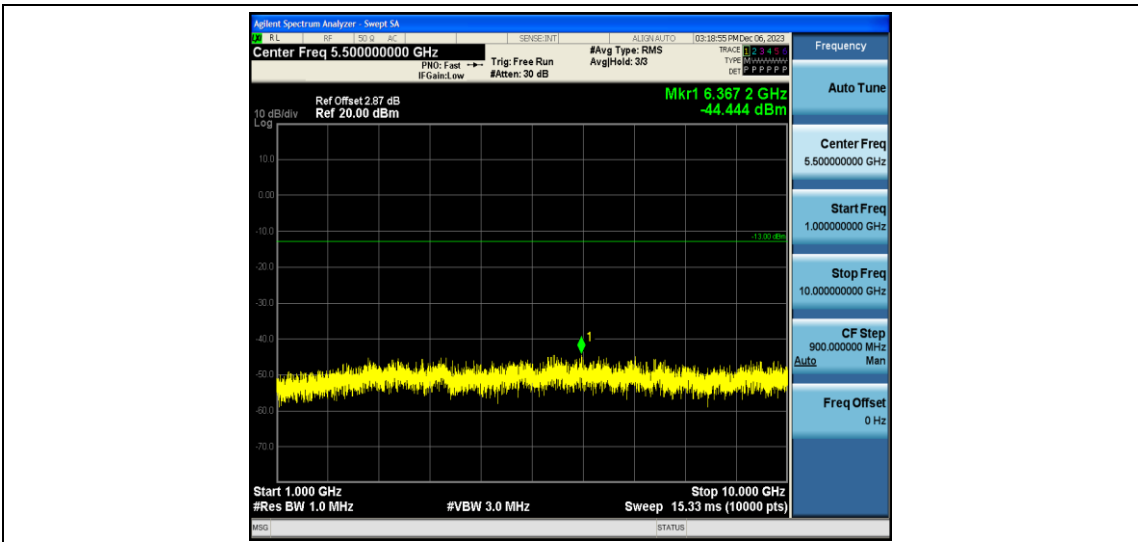 Agilent Spectrum Analyzer - Swept SA
RL RF 50 Ω AC SENSE:INT ALIGN AUTO 03:18:55 PM Dec 06, 2023
Center Freq 5.500000000 GHz
PNO: Fast
IFGain:Low
Trig: Free Run
#Atten: 30 dB
#Avg Type: RMS
Avg|Hold: 3/3
TRACE 1 2 3 4 5 6
TYPE M
DET P P P P P P
Mkr1 6.367 2 GHz
-44.444 dBm
Ref Offset 2.87 dB
10 dB/div Ref 20.00 dBm
Log
10.0
0.00
-10.0
-13.00 dBm
-20.0
-30.0
-40.0
1
-50.0
-60.0
-70.0
Start 1.000 GHz Stop 10.000 GHz
#Res BW 1.0 MHz #VBW 3.0 MHz Sweep 15.33 ms (10000 pts)
MSG STATUS
Frequency
Auto Tune
Center Freq
5.500000000 GHz
Start Freq
1.000000000 GHz
Stop Freq
10.000000000 GHz
CF Step
900.000000 MHz
Auto Man
Freq Offset
0 Hz